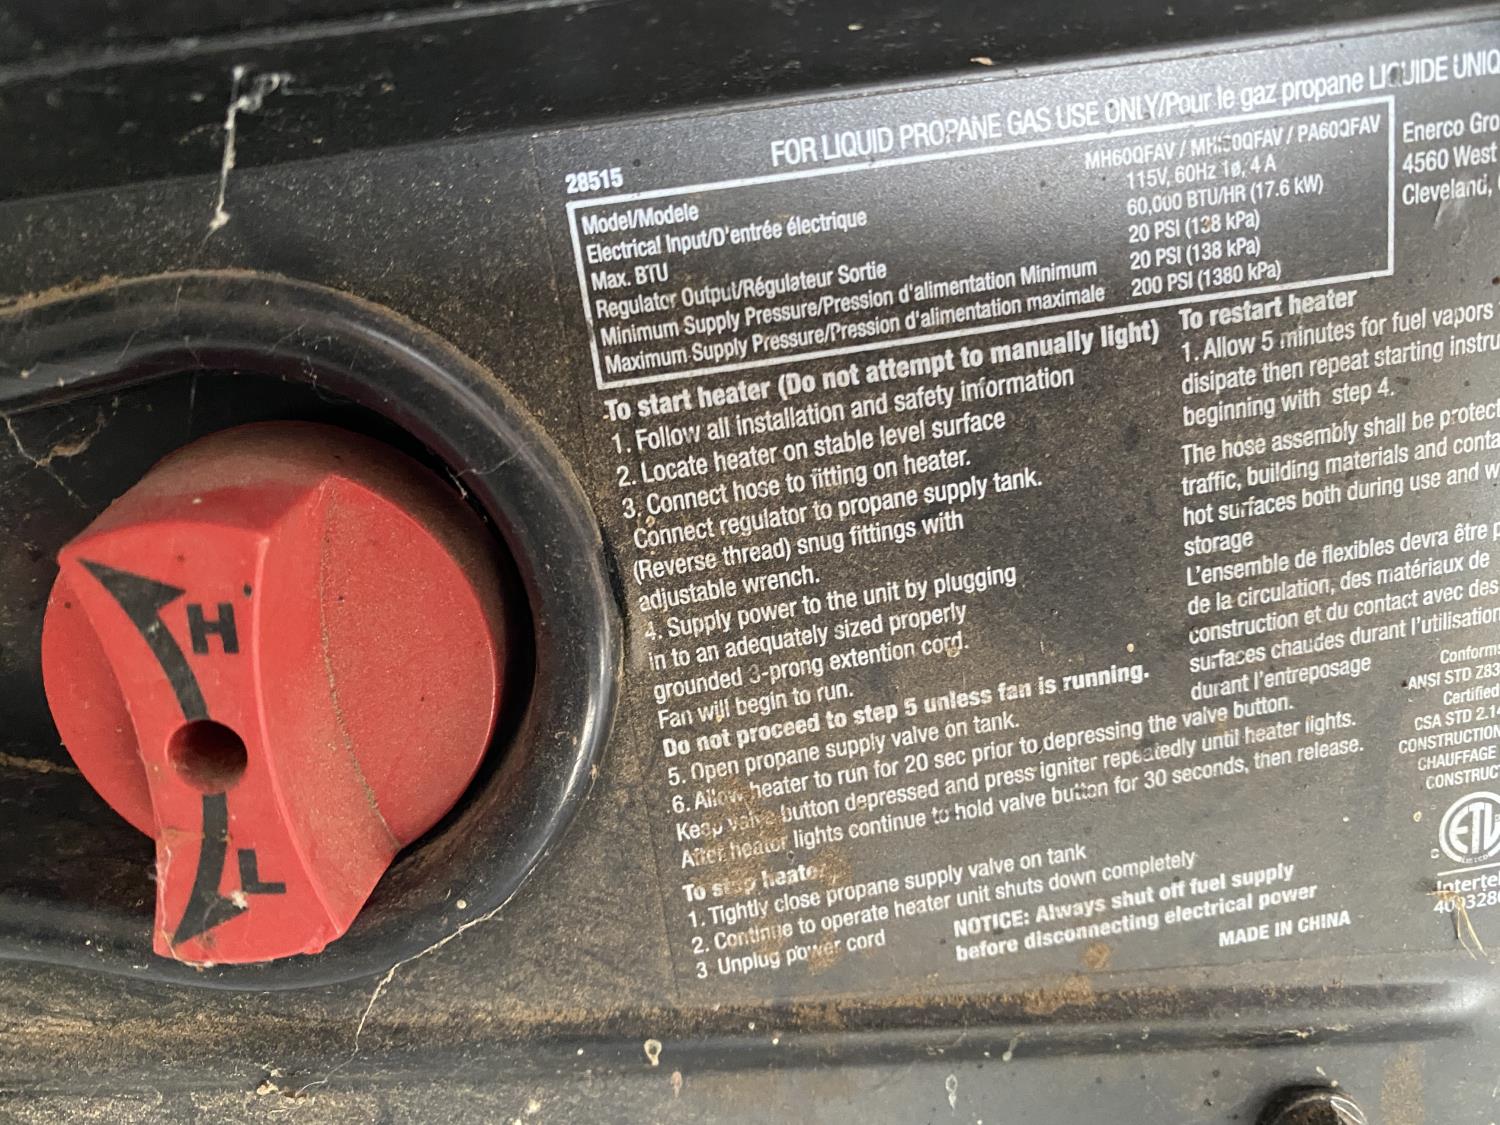 FOR LIQUID PROPANE GAS USE ONLY/Pour le gaz propane LIQUIDE UNIQ
28515
Model/Modele MH60QFAV / / PA60QFAV
Electrical Input/D'entrée électrique 115V, 60Hz 1ø, 4 A
Max. BTU 60,000 BTU/HR (17.6 kW)
Regulator Output/Régulateur Sortie 20 PSI (138 kPa)
Minimum Supply Pressure/Pression d'alimentation Minimum 20 PSI (138 kPa)
Maximum Supply Pressure/Pression d'alimentation maximale 200 PSI (1380 kPa)
Enerco Gro
4560 West
Cleveland,
To start heater (Do not attempt to manually light)
1. Follow all installation and safety information
2. Locate heater on stable level surface
3. Connect hose to fitting on heater.
Connect regulator to propane supply tank.
(Reverse thread) snug fittings with
adjustable wrench.
4. Supply power to the unit by plugging
in to an adequately sized properly
grounded 3-prong extention cord.
Fan will begin to run.
Do not proceed to step 5 unless fan is running.
5. Open propane supply valve on tank.
6. Allow heater to run for 20 sec prior to depressing the valve button.
Keep valve button depressed and press igniter repeatedly until heater lights.
After heater lights continue to hold valve button for 30 seconds, then release.
To stop heater
1. Tightly close propane supply valve on tank
2. Continue to operate heater unit shuts down completely
3 Unplug power cord
NOTICE: Always shut off fuel supply
before disconnecting electrical power
MADE IN CHINA
To restart heater
1. Allow 5 minutes for fuel vapors
disipate then repeat starting instru
beginning with step 4.
The hose assembly shall be protect
traffic, building materials and conta
hot surfaces both during use and w
storage
L'ensemble de flexibles devra être p
de la circulation, des matériaux de
construction et du contact avec des
surfaces chaudes durant l'utilisation
durant l'entreposage
Conforms
ANSI STD Z83
Certified
CSA STD 2.14
CONSTRUCTION
CHAUFFAGE
CONSTRUC
C ETL
Intertek
H
L